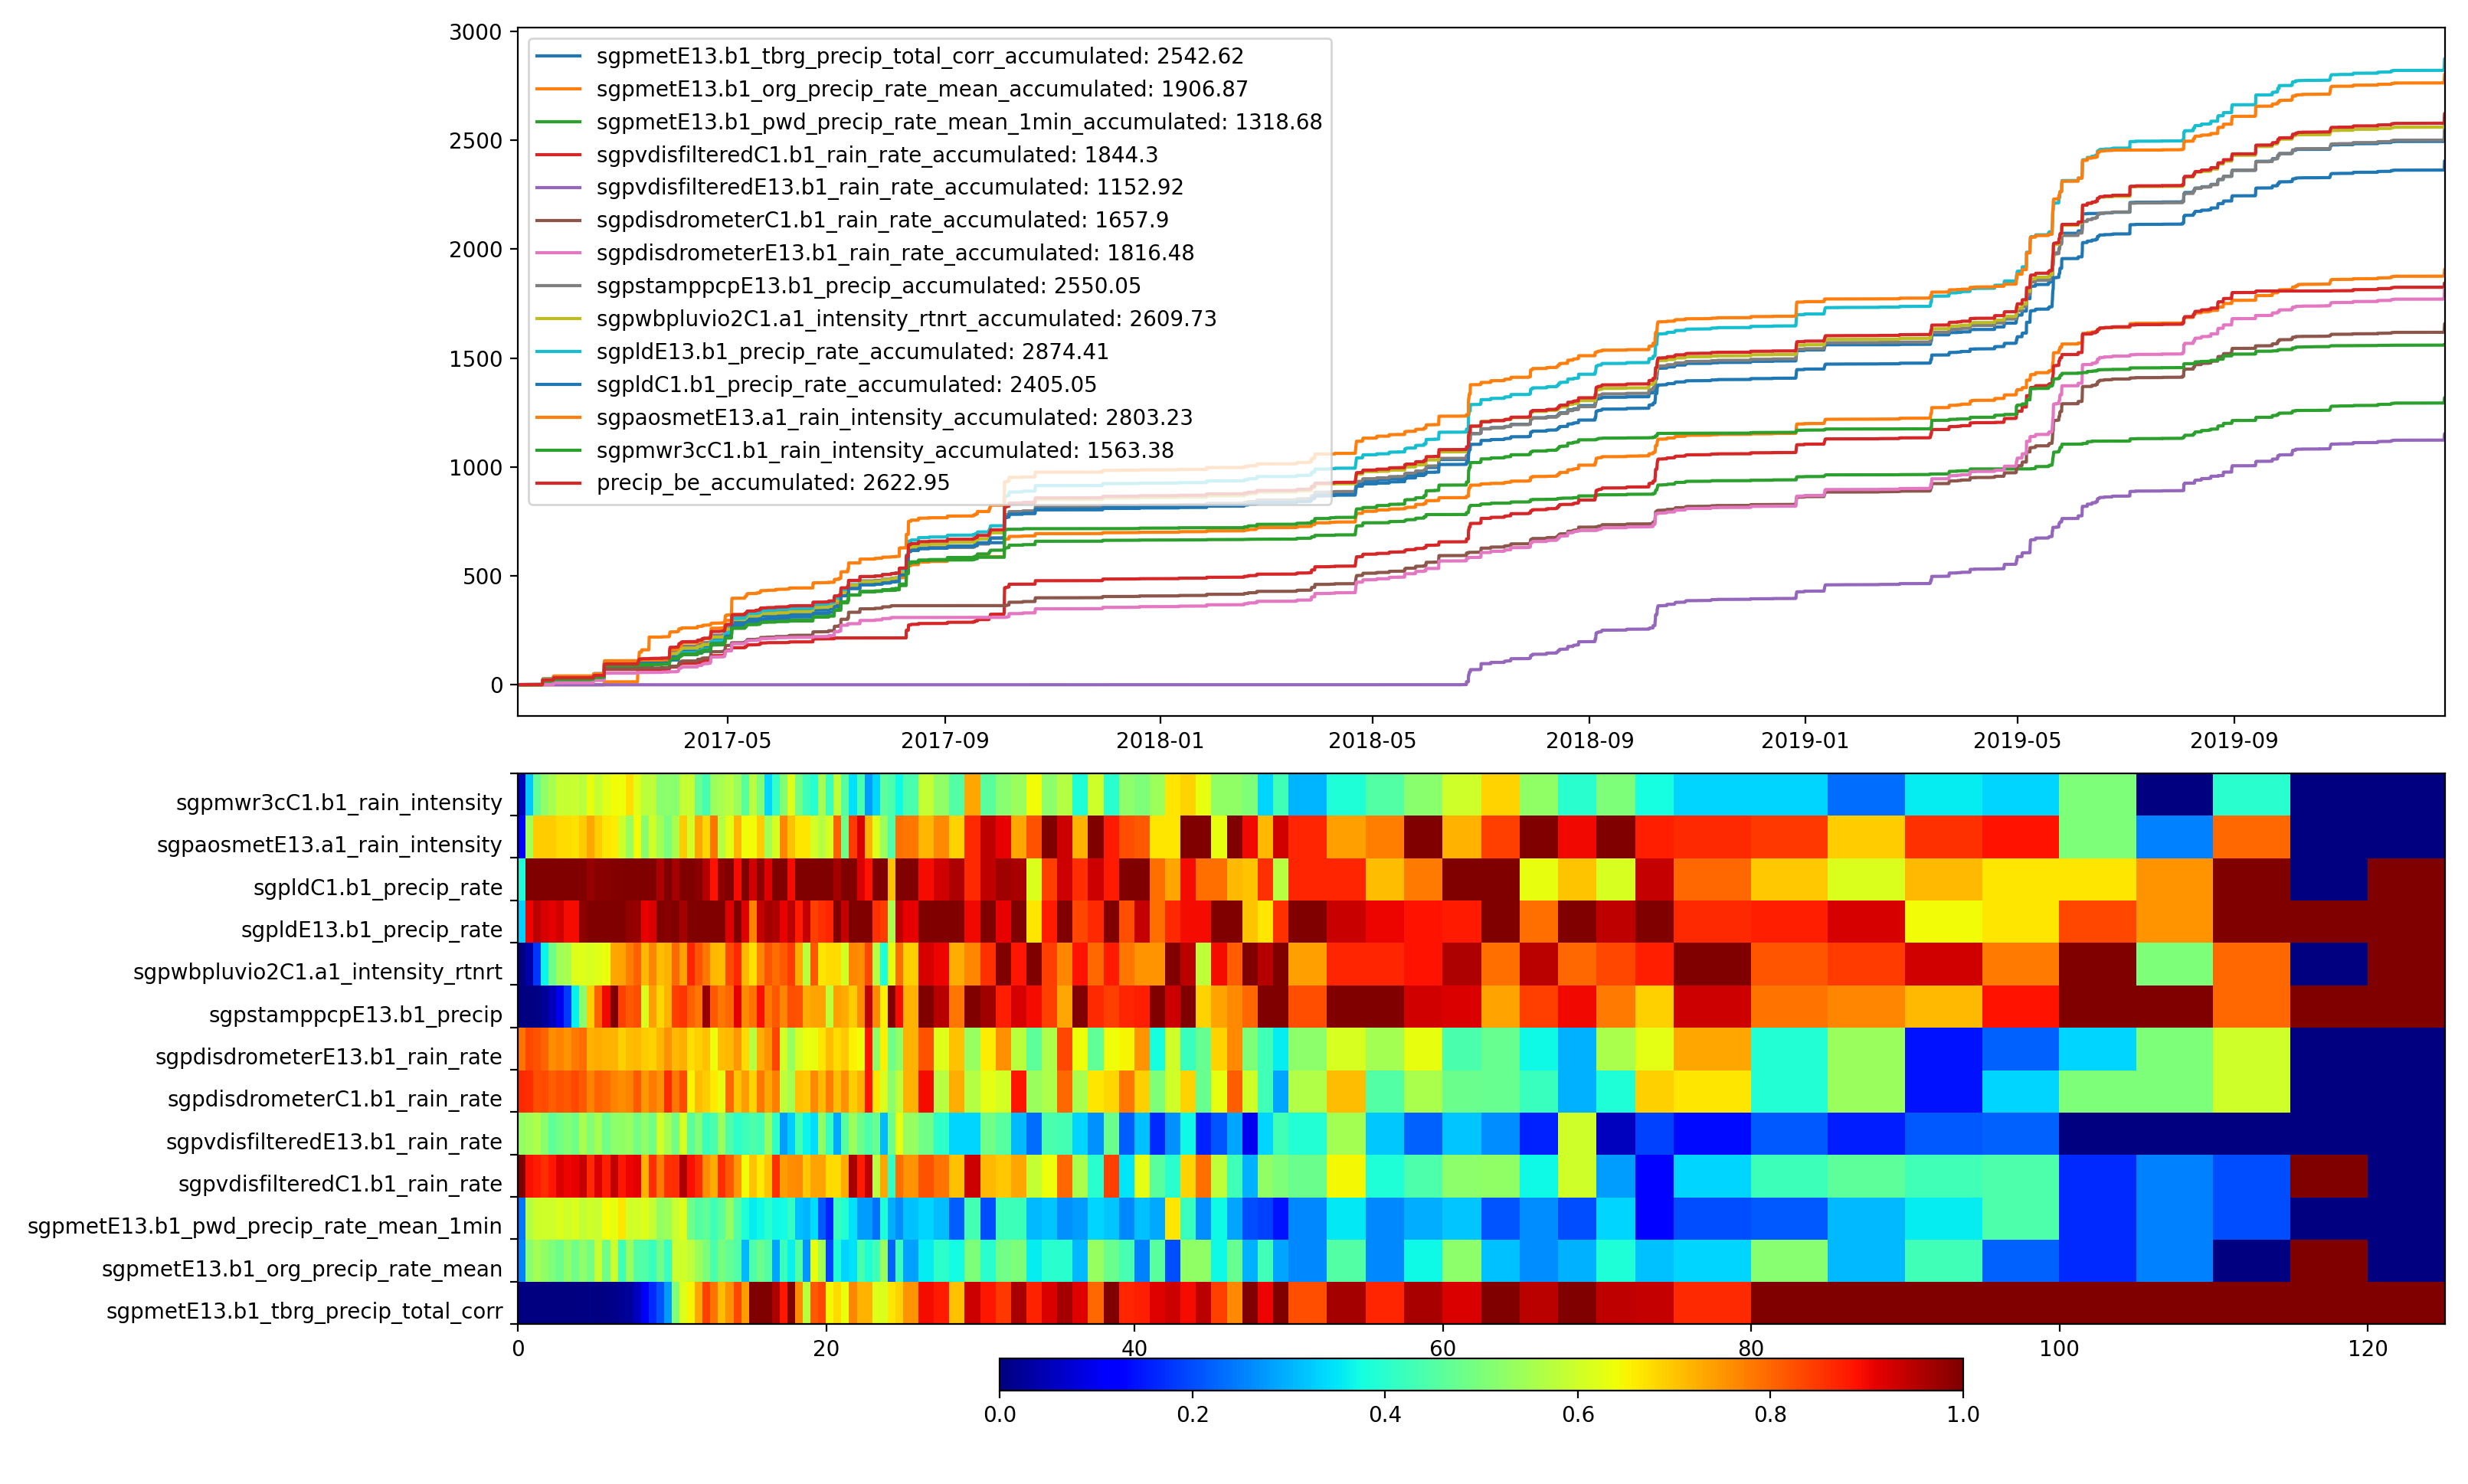 3000
2500
2000
1500
1000
500
0
sgpmetE13.b1_tbrg_precip_total_corr_accumulated: 2542.62
sgpmetE13.b1_org_precip_rate_mean_accumulated: 1906.87
sgpmetE13.b1_pwd_precip_rate_mean_1min_accumulated: 1318.68
sgpvdisfilteredC1.b1_rain_rate_accumulated: 1844.3
sgpvdisfilteredE13.b1_rain_rate_accumulated: 1152.92
sgpdisdrometerC1.b1_rain_rate_accumulated: 1657.9
sgpdisdrometerE13.b1_rain_rate_accumulated: 1816.48
sgpstamppcpE13.b1_precip_accumulated: 2550.05
sgpwbpluvio2C1.a1_intensity_rtnrt_accumulated: 2609.73
sgpldE13.b1_precip_rate_accumulated: 2874.41
sgpldC1.b1_precip_rate_accumulated: 2405.05
sgpaosmetE13.a1_rain_intensity_accumulated: 2803.23
sgpmwr3cC1.b1_rain_intensity_accumulated: 1563.38
precip_be_accumulated: 2622.95
2017-05 2017-09 2018-01 2018-05 2018-09 2019-01 2019-05 2019-09
sgpmwr3cC1.b1_rain_intensity
sgpaosmetE13.a1_rain_intensity
sgpldC1.b1_precip_rate
sgpldE13.b1_precip_rate
sgpwbpluvio2C1.a1_intensity_rtnrt
sgpstamppcpE13.b1_precip
sgpdisdrometerE13.b1_rain_rate
sgpdisdrometerC1.b1_rain_rate
sgpvdisfilteredE13.b1_rain_rate
sgpvdisfilteredC1.b1_rain_rate
sgpmetE13.b1_pwd_precip_rate_mean_1min
sgpmetE13.b1_org_precip_rate_mean
sgpmetE13.b1_tbrg_precip_total_corr
0 20 40 60 80 100 120
0.0 0.2 0.4 0.6 0.8 1.0